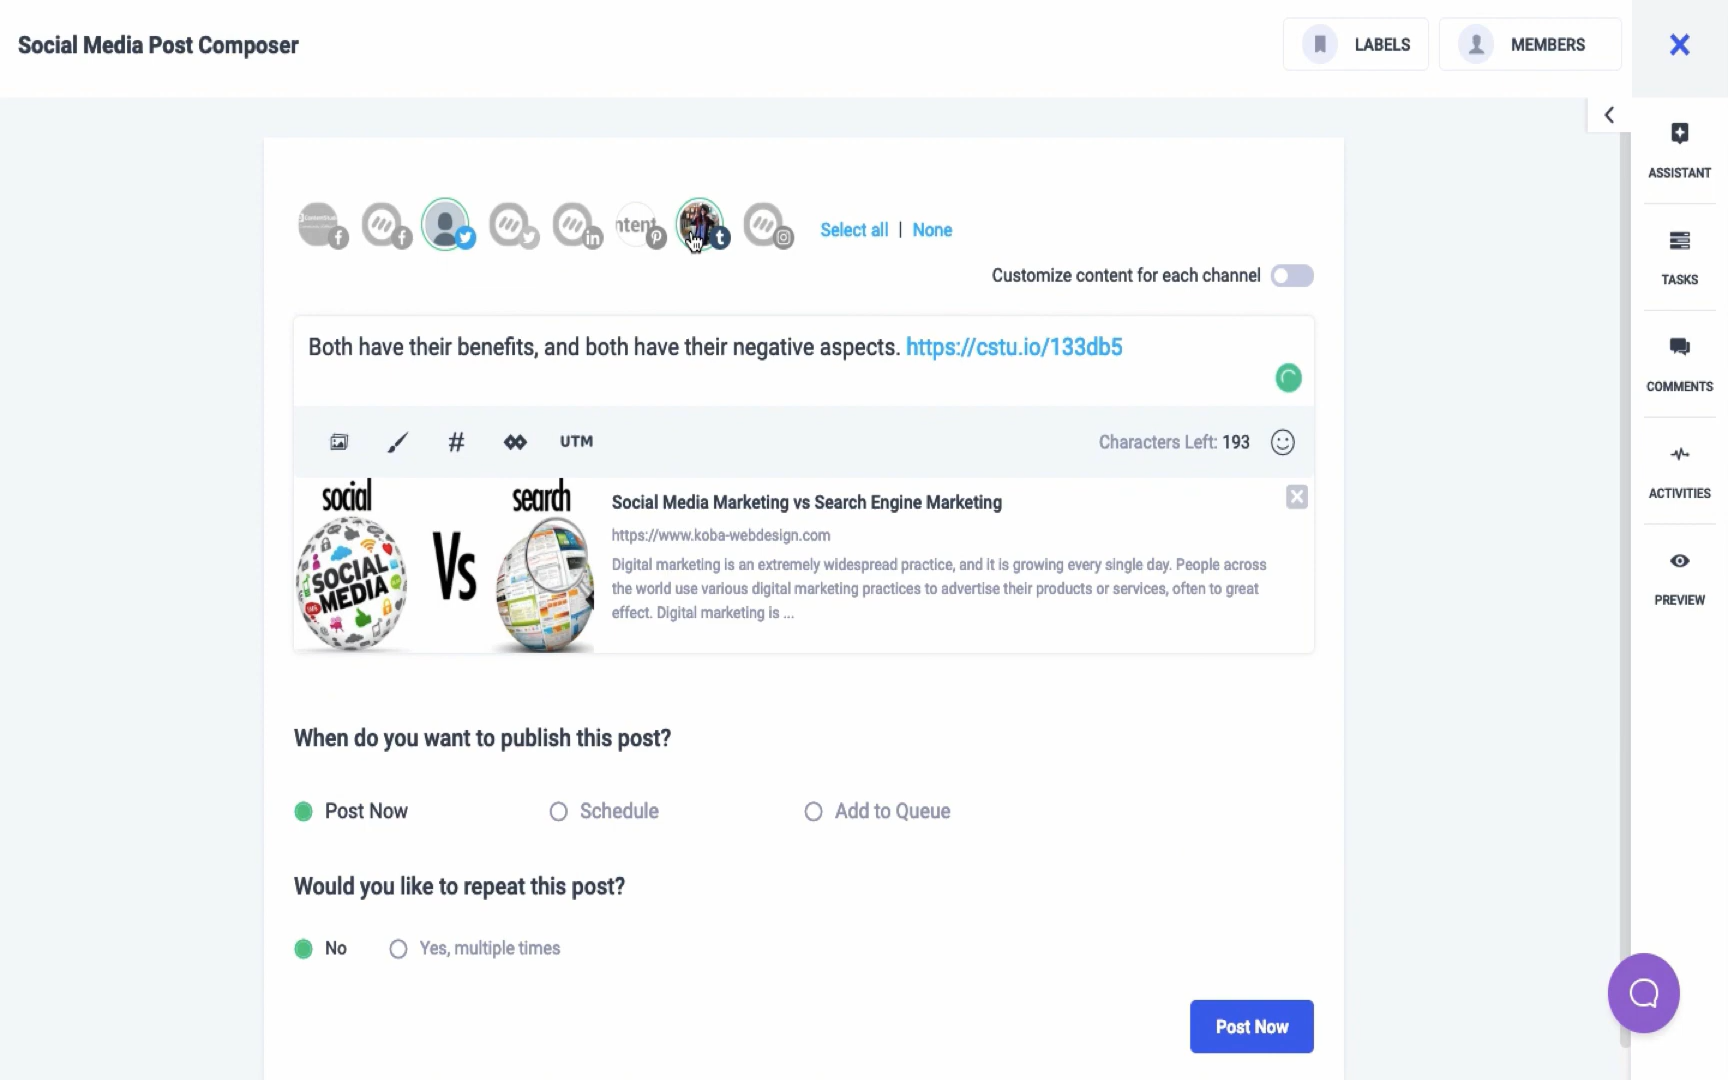 Social Media Post Composer
LABELS
MEMBERS
ASSISTANT
TASKS
COMMENTS
ACTIVITIES
PREVIEW
ntent
Select all | None
Customize content for each channel
Both have their benefits, and both have their negative aspects. https://cstu.io/133db5
# UTM
Characters Left: 193
social Vs search
SOCIAL MEDIA
Social Media Marketing vs Search Engine Marketing
https://www.koba-webdesign.com
Digital marketing is an extremely widespread practice, and it is growing every single day. People across
the world use various digital marketing practices to advertise their products or services, often to great
effect. Digital marketing is ...
When do you want to publish this post?
Post Now
Schedule
Add to Queue
Would you like to repeat this post?
No
Yes, multiple times
Post Now